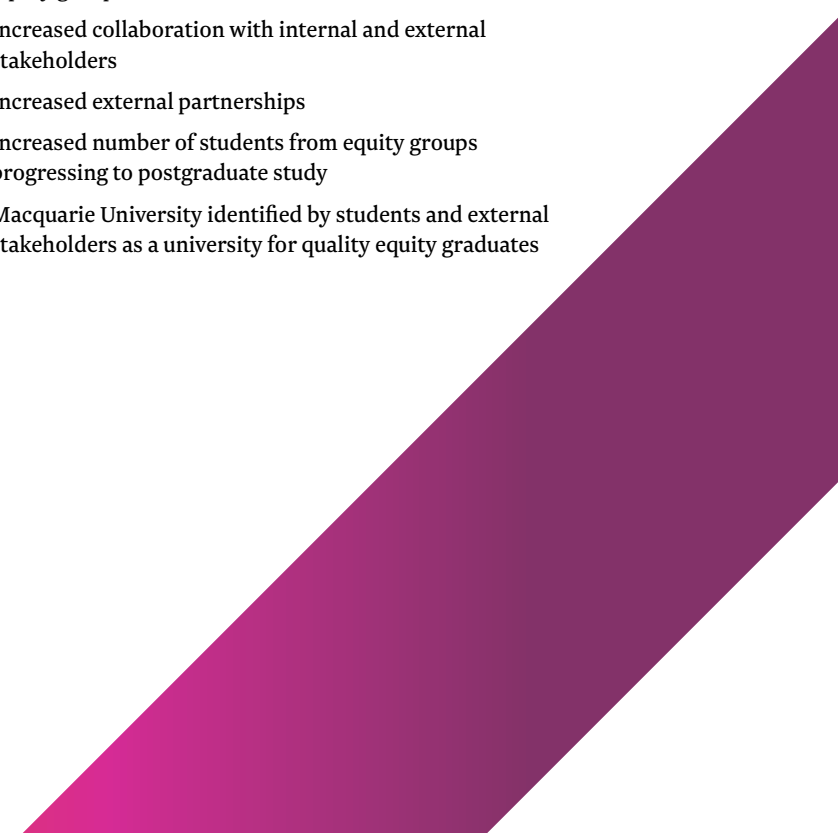 ncreased collaboration with internal and external
takeholders
ncreased external partnerships
ncreased number of students from equity groups
progressing to postgraduate study
Macquarie University identified by students and external
takeholders as a university for quality equity graduates